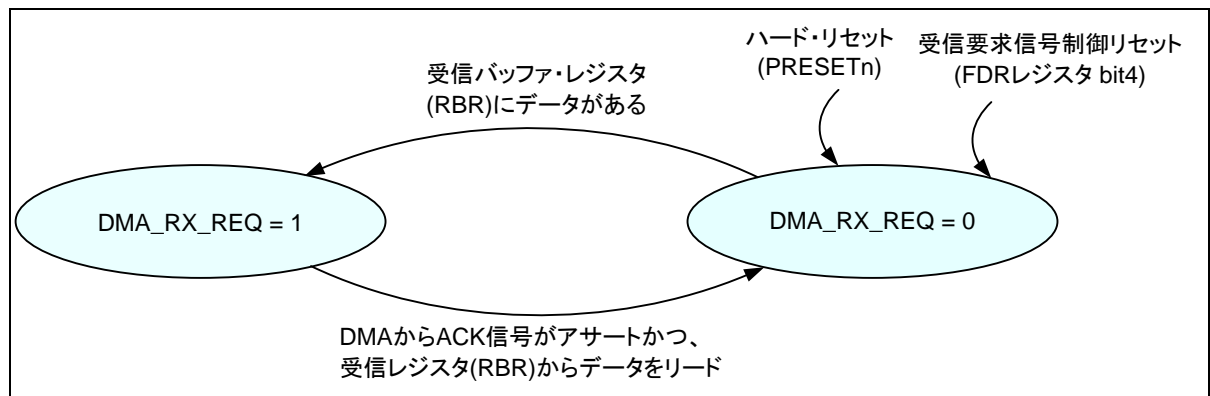 ハード・リセット
(PRESETn)
受信要求信号制御リセット
(FDRレジスタ bit4)
受信バッファ・レジスタ
(RBR)にデータがある
DMA_RX_REQ = 1
DMA_RX_REQ = 0
DMAからACK信号がアサートかつ、
受信レジスタ(RBR)からデータをリード